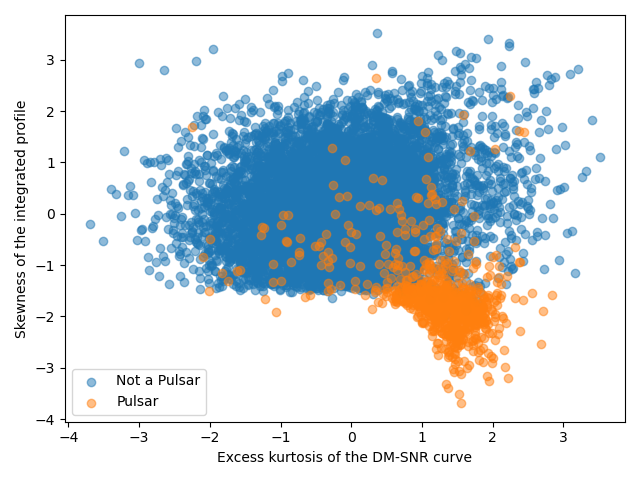 3
2
1
0
−1
−2
−3
−4
Skewness of the integrated profile
Not a Pulsar
Pulsar
−4 −3 −2 −1 0 1 2 3
Excess kurtosis of the DM-SNR curve